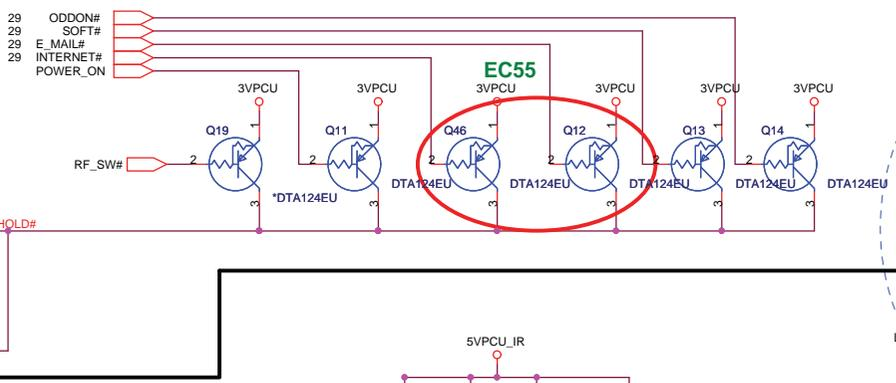 29 ODDON#
29 SOFT#
29 E_MAIL#
29 INTERNET#
POWER_ON
EC55
3VPCU 3VPCU 3VPCU 3VPCU 3VPCU 3VPCU
1 1 1 1 1 1
Q19 Q11 Q46 Q12 Q13 Q14
RF_SW# 2 2 2 2 2 2
*DTA124EU DTA124EU DTA124EU DTA124EU DTA124EU DTA124EU
3 3 3 3 3 3
HOLD#
5VPCU_IR